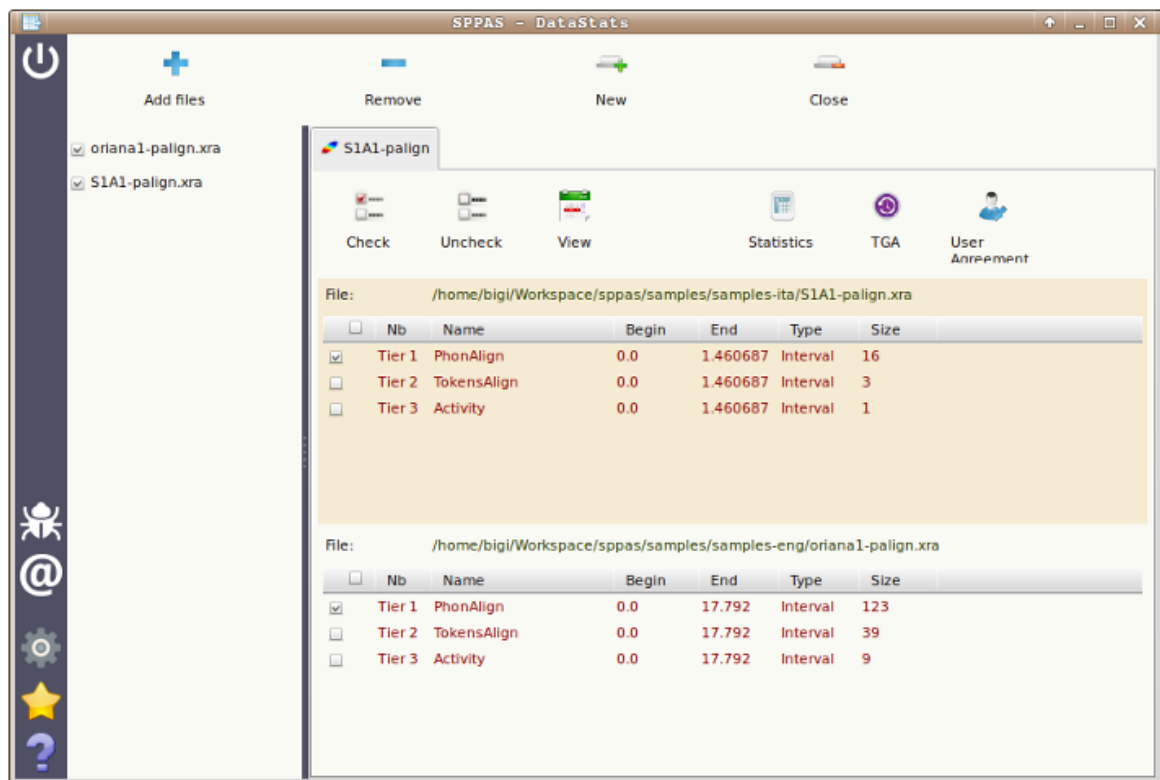 SPPAS - DataStats
Add files Remove New Close
oriana1-palign.xra
S1A1-palign.xra
S1A1-palign
Check Uncheck View Statistics TGA User Agreement
File: /home/bigi/Workspace/sppas/samples/samples-ita/S1A1-palign.xra
Nb Name Begin End Type Size
Tier 1 PhonAlign 0.0 1.460687 Interval 16
Tier 2 TokensAlign 0.0 1.460687 Interval 3
Tier 3 Activity 0.0 1.460687 Interval 1
File: /home/bigi/Workspace/sppas/samples/samples-eng/oriana1-palign.xra
Nb Name Begin End Type Size
Tier 1 PhonAlign 0.0 17.792 Interval 123
Tier 2 TokensAlign 0.0 17.792 Interval 39
Tier 3 Activity 0.0 17.792 Interval 9